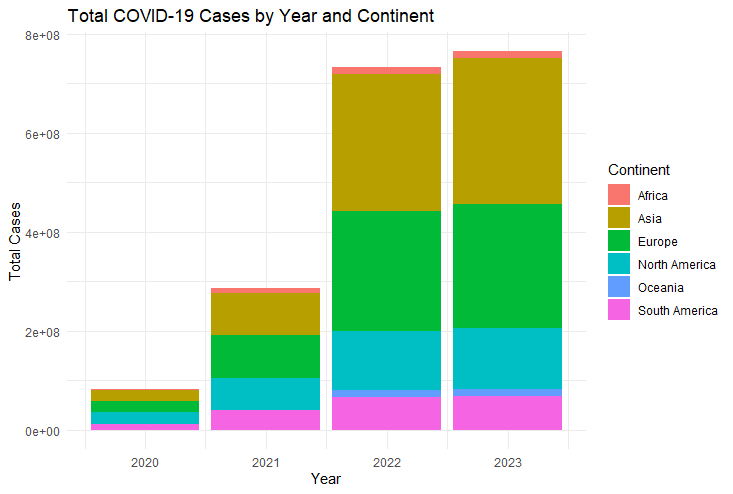 Total COVID-19 Cases by Year and Continent
8e+08
6e+08
4e+08
2e+08
0e+00
Total Cases
2020 2021 2022 2023
Year
Continent
Africa
Asia
Europe
North America
Oceania
South America